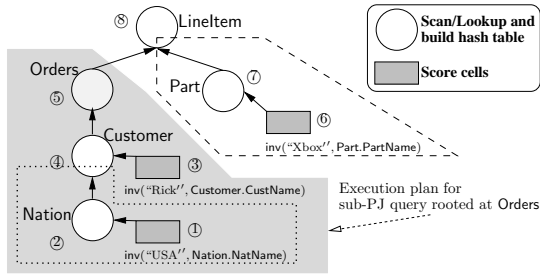 ⑧ LineItem
Scan/Lookup and
build hash table
Score cells
Orders
⑤
Part
⑦
⑥
inv(“Xbox′′, Part.PartName)
Customer
④
③
inv(“Rick′′, Customer.CustName)
Execution plan for
sub-PJ query rooted at Orders
Nation
②
①
inv(“USA′′, Nation.NatName)